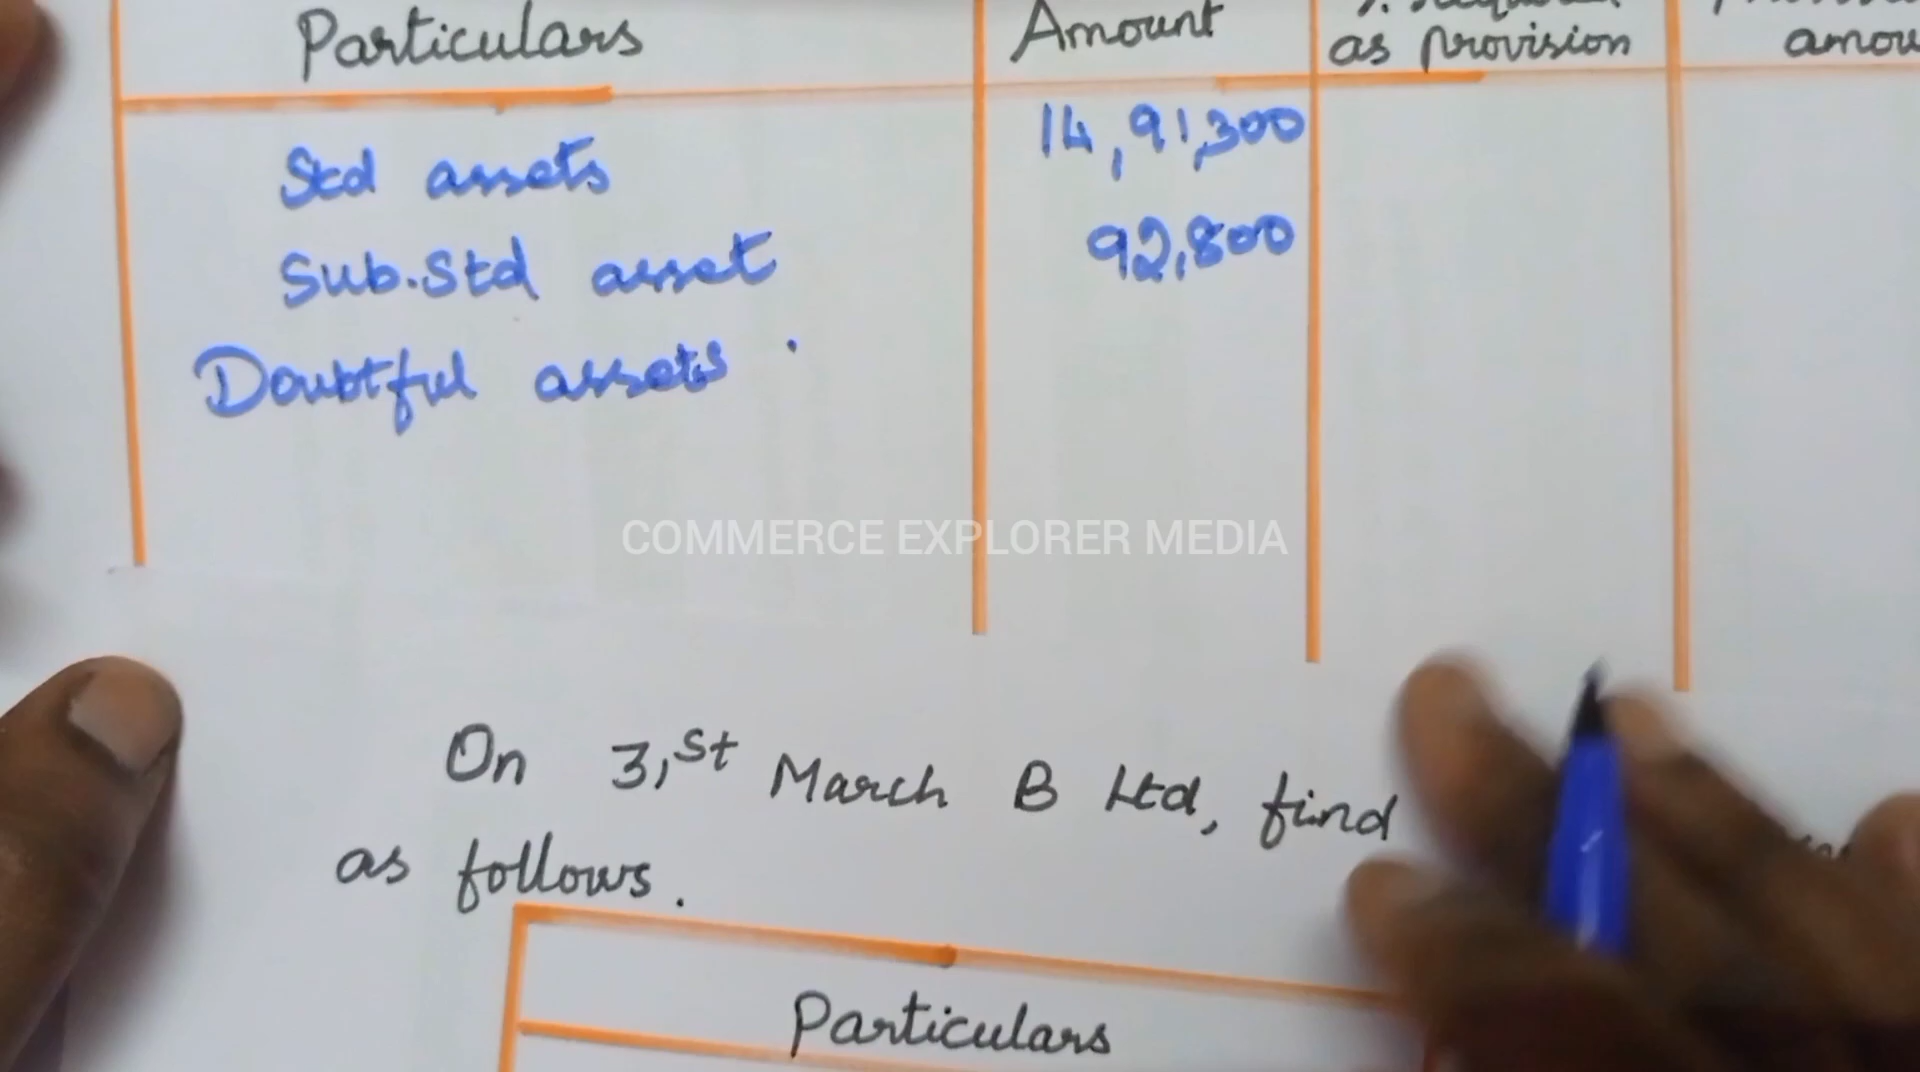 Particulars Amount as provision
Std assets 14,91,300
Sub.Std asset 92,800
Doubtful assets
COMMERCE EXPLORER MEDIA
On 31st March B Ltd, find
as follows.
Particulars